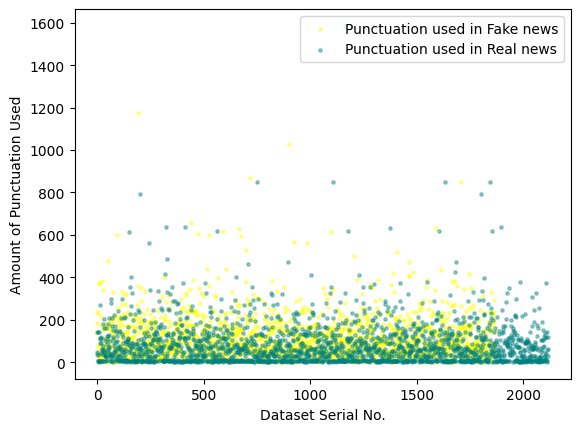 1600
1400
1200
1000
800
600
400
200
0
Amount of Punctuation Used
Punctuation used in Fake news
Punctuation used in Real news
0 500 1000 1500 2000
Dataset Serial No.